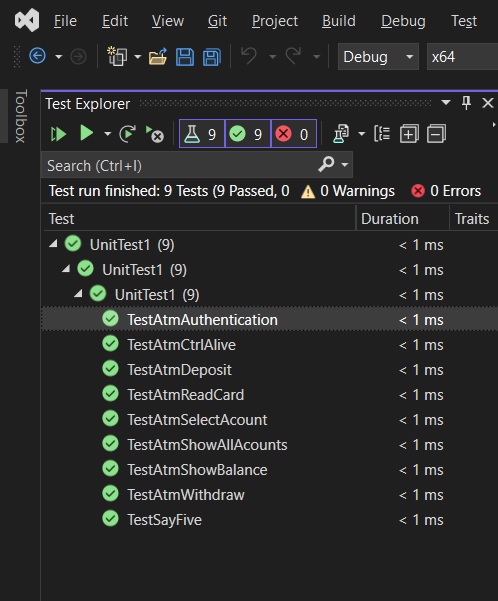 File Edit View Git Project Build Debug Test
Debug x64
Toolbox
Test Explorer
9 9 0
Search (Ctrl+I)
Test run finished: 9 Tests (9 Passed, 0 0 Warnings 0 Errors
Test Duration Traits
UnitTest1 (9) < 1 ms
UnitTest1 (9) < 1 ms
UnitTest1 (9) < 1 ms
TestAtmAuthentication < 1 ms
TestAtmCtrlAlive < 1 ms
TestAtmDeposit < 1 ms
TestAtmReadCard < 1 ms
TestAtmSelectAcount < 1 ms
TestAtmShowAllAcounts < 1 ms
TestAtmShowBalance < 1 ms
TestAtmWithdraw < 1 ms
TestSayFive < 1 ms